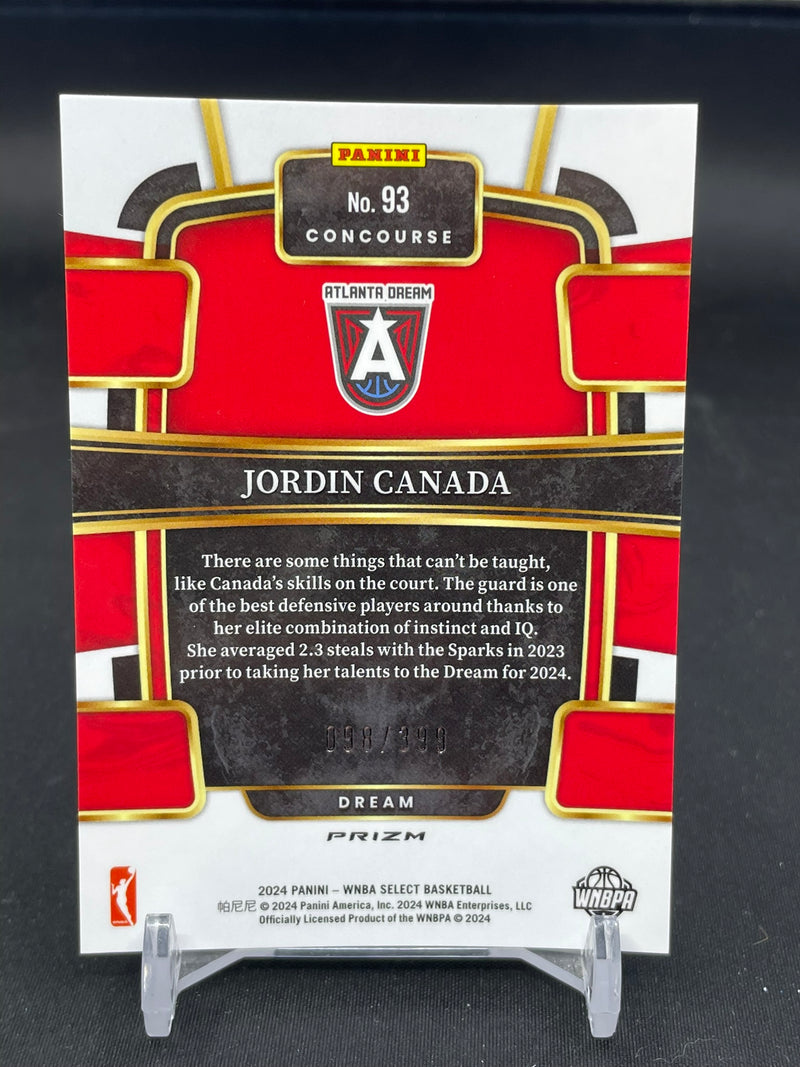 PANINI
No. 93
CONCOURSE
ATLANTA DREAM
A
JORDIN CANADA
There are some things that can't be taught,
like Canada's skills on the court. The guard is one
of the best defensive players around thanks to
her elite combination of instinct and IQ.
She averaged 2.3 steals with the Sparks in 2023
prior to taking her talents to the Dream for 2024.
098/399
DREAM
PRIZM
2024 PANINI – WNBA SELECT BASKETBALL
帕尼尼 © 2024 Panini America, Inc. 2024 WNBA Enterprises, LLC
Officially Licensed Product of the WNBPA © 2024
WNBPA